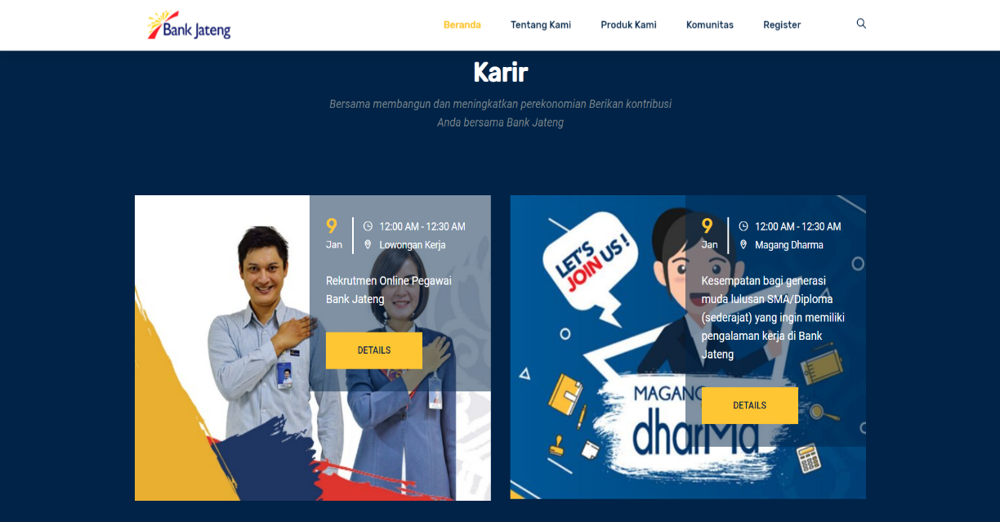 Bank Jateng
Beranda
Tentang Kami
Produk Kami
Komunitas
Register
Karir
Bersama membangun dan meningkatkan perekonomian Berikan kontribusi
Anda bersama Bank Jateng
9
Jan
12:00 AM - 12:30 AM
Lowongan Kerja
Rekrutmen Online Pegawai
Bank Jateng
DETAILS
LET'S
JOIN US!
9
Jan
12:00 AM - 12:30 AM
Magang Dharma
Kesempatan bagi generasi
muda lulusan SMA/Diploma
(sederajat) yang ingin memiliki
pengalaman kerja di Bank
Jateng
DETAILS
MAGANG
dharMa